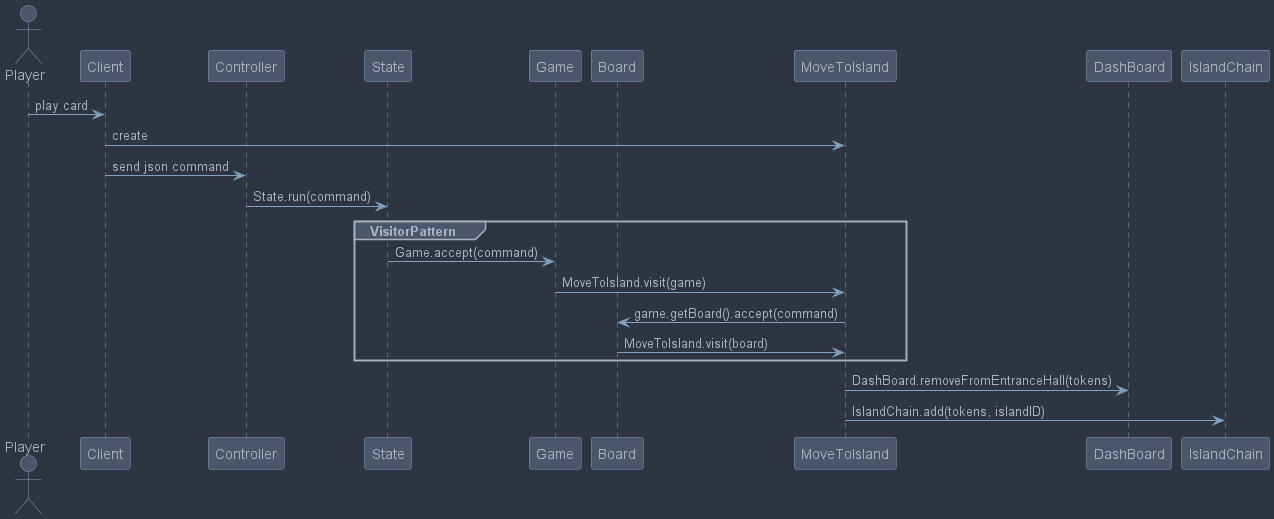 Player
Client
Controller
State
Game
Board
MoveToIsland
DashBoard
IslandChain
play card
create
send json command
State.run(command)
VisitorPattern
Game.accept(command)
MoveToIsland.visit(game)
game.getBoard().accept(command)
MoveToIsland.visit(board)
DashBoard.removeFromEntranceHall(tokens)
IslandChain.add(tokens, islandID)
Player
Client
Controller
State
Game
Board
MoveToIsland
DashBoard
IslandChain